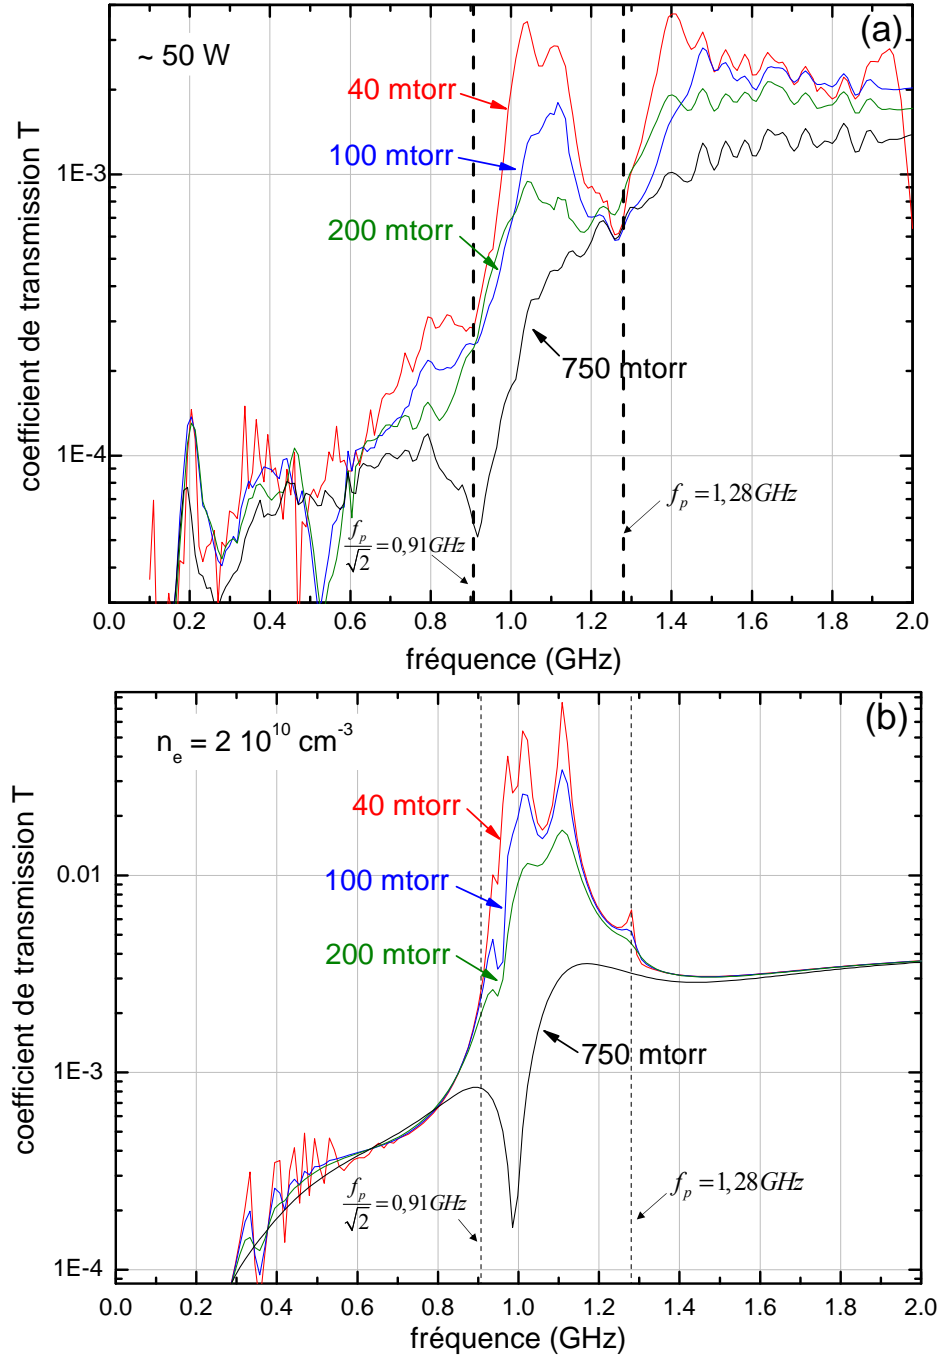 (a)
~ 50 W
40 mtorr
100 mtorr
200 mtorr
750 mtorr
1E-3
1E-4
coefficient de transmission T
f_p = 1,28GHz
f_p/√2 = 0,91GHz
0.0 0.2 0.4 0.6 0.8 1.0 1.2 1.4 1.6 1.8 2.0
fréquence (GHz)
(b)
n_e = 2 10^10 cm^-3
40 mtorr
100 mtorr
200 mtorr
750 mtorr
0.01
1E-3
1E-4
coefficient de transmission T
f_p = 1,28GHz
f_p/√2 = 0,91GHz
0.0 0.2 0.4 0.6 0.8 1.0 1.2 1.4 1.6 1.8 2.0
fréquence (GHz)